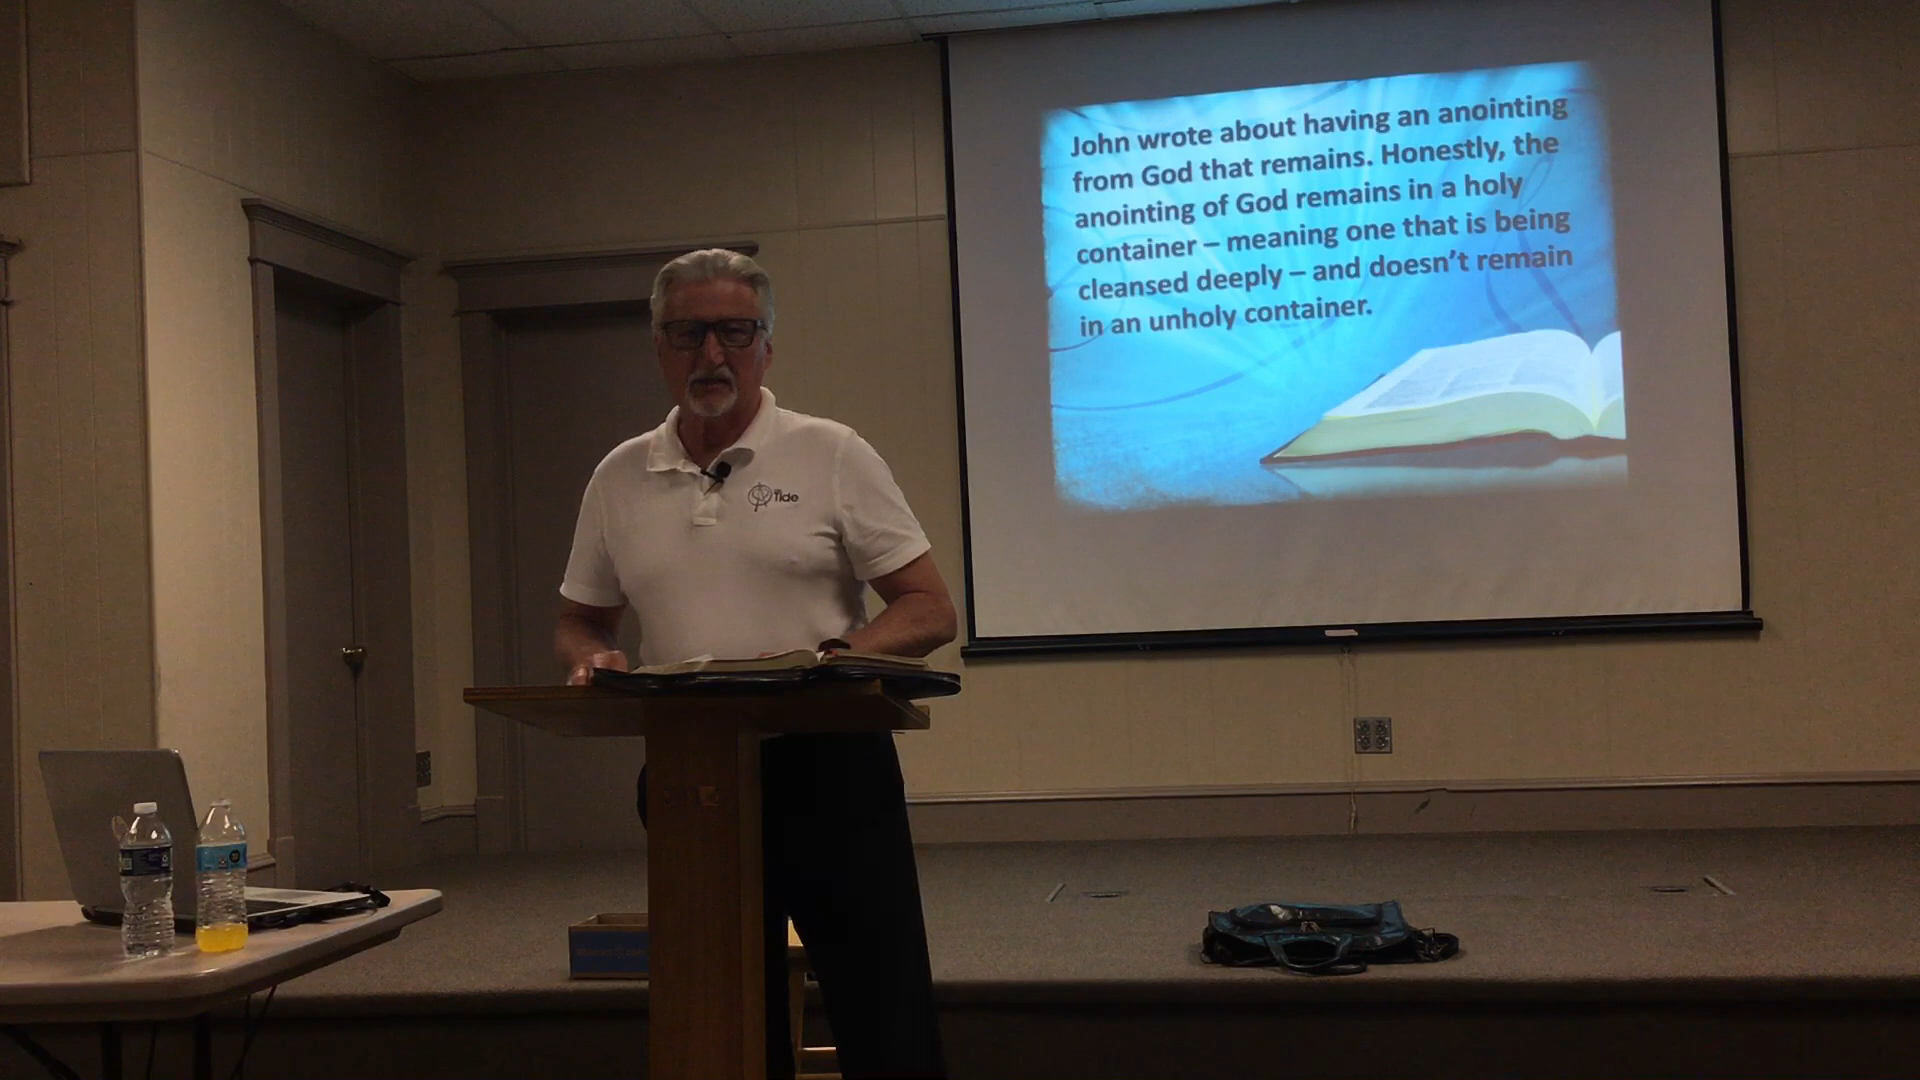 John wrote about having an anointing
from God that remains. Honestly, the
anointing of God remains in a holy
container – meaning one that is being
cleansed deeply – and doesn't remain
in an unholy container.
Tide